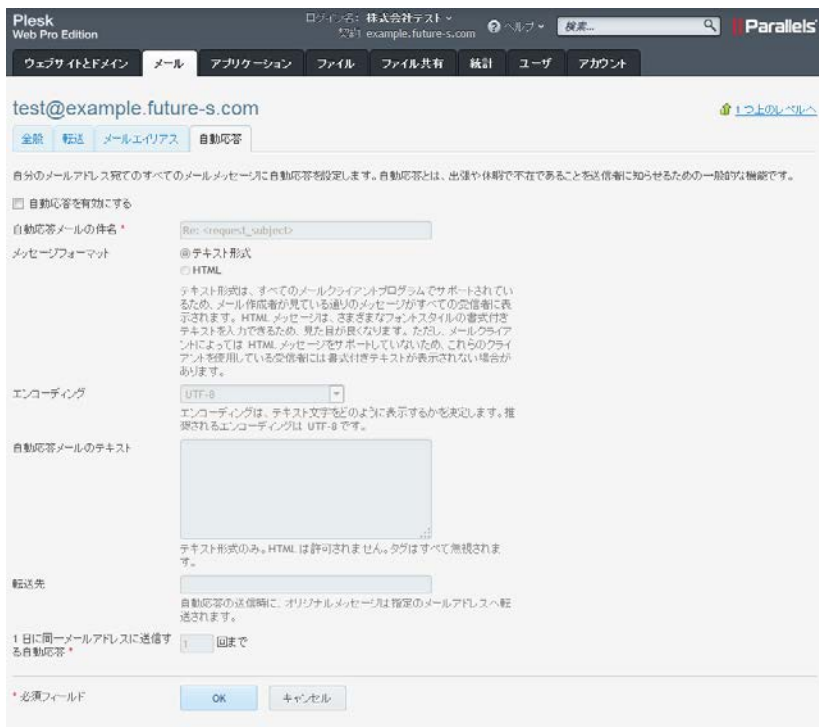 Plesk
Web Pro Edition
ログイン名: 株式会社テスト
契約 example.future-s.com
ヘルプ
検索...
Parallels
ウェブサイトとドメイン メール アプリケーション ファイル ファイル共有 統計 ユーザ アカウント
test@example.future-s.com
1つ上のレベルへ
全般 転送 メールエイリアス 自動応答
自分のメールアドレス宛てのすべてのメールメッセージに自動応答を設定します。自動応答とは、出張や休暇で不在であることを送信者に知らせるための一般的な機能です。
自動応答を有効にする
自動応答メールの件名 *
Re: <request_subject>
メッセージフォーマット
テキスト形式
HTML
テキスト形式は、すべてのメールクライアントプログラムでサポートされてい
るため、メール作成者が見ている通りのメッセージがすべての受信者に表
示されます。HTML メッセージは、さまざまなフォントスタイルの書式付き
テキストを入力できるため、見た目が良くなります。ただし、メールクライア
ントによっては HTML メッセージをサポートしていないため、これらのクライ
アントを使用している受信者には書式付きテキストが表示されない場合が
あります。
エンコーディング
UTF-8
エンコーディングは、テキスト文字をどのように表示するかを決定します。推
奨されるエンコーディングは UTF-8 です。
自動応答メールのテキスト
テキスト形式のみ。HTML は許可されません。タグはすべて無視されま
す。
転送先
自動応答の送信時に、オリジナルメッセージは指定のメールアドレスへ転
送されます。
1 日に同一メールアドレスに送信す
る自動応答 *
1 回まで
* 必須フィールド
OK
キャンセル